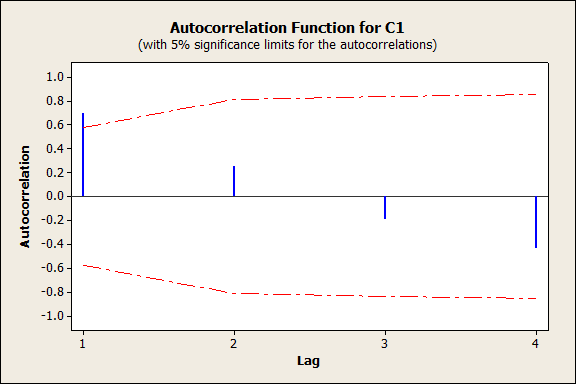 Autocorrelation Function for C1
(with 5% significance limits for the autocorrelations)
Autocorrelation
1.0
0.8
0.6
0.4
0.2
0.0
-0.2
-0.4
-0.6
-0.8
-1.0
1 2 3 4
Lag